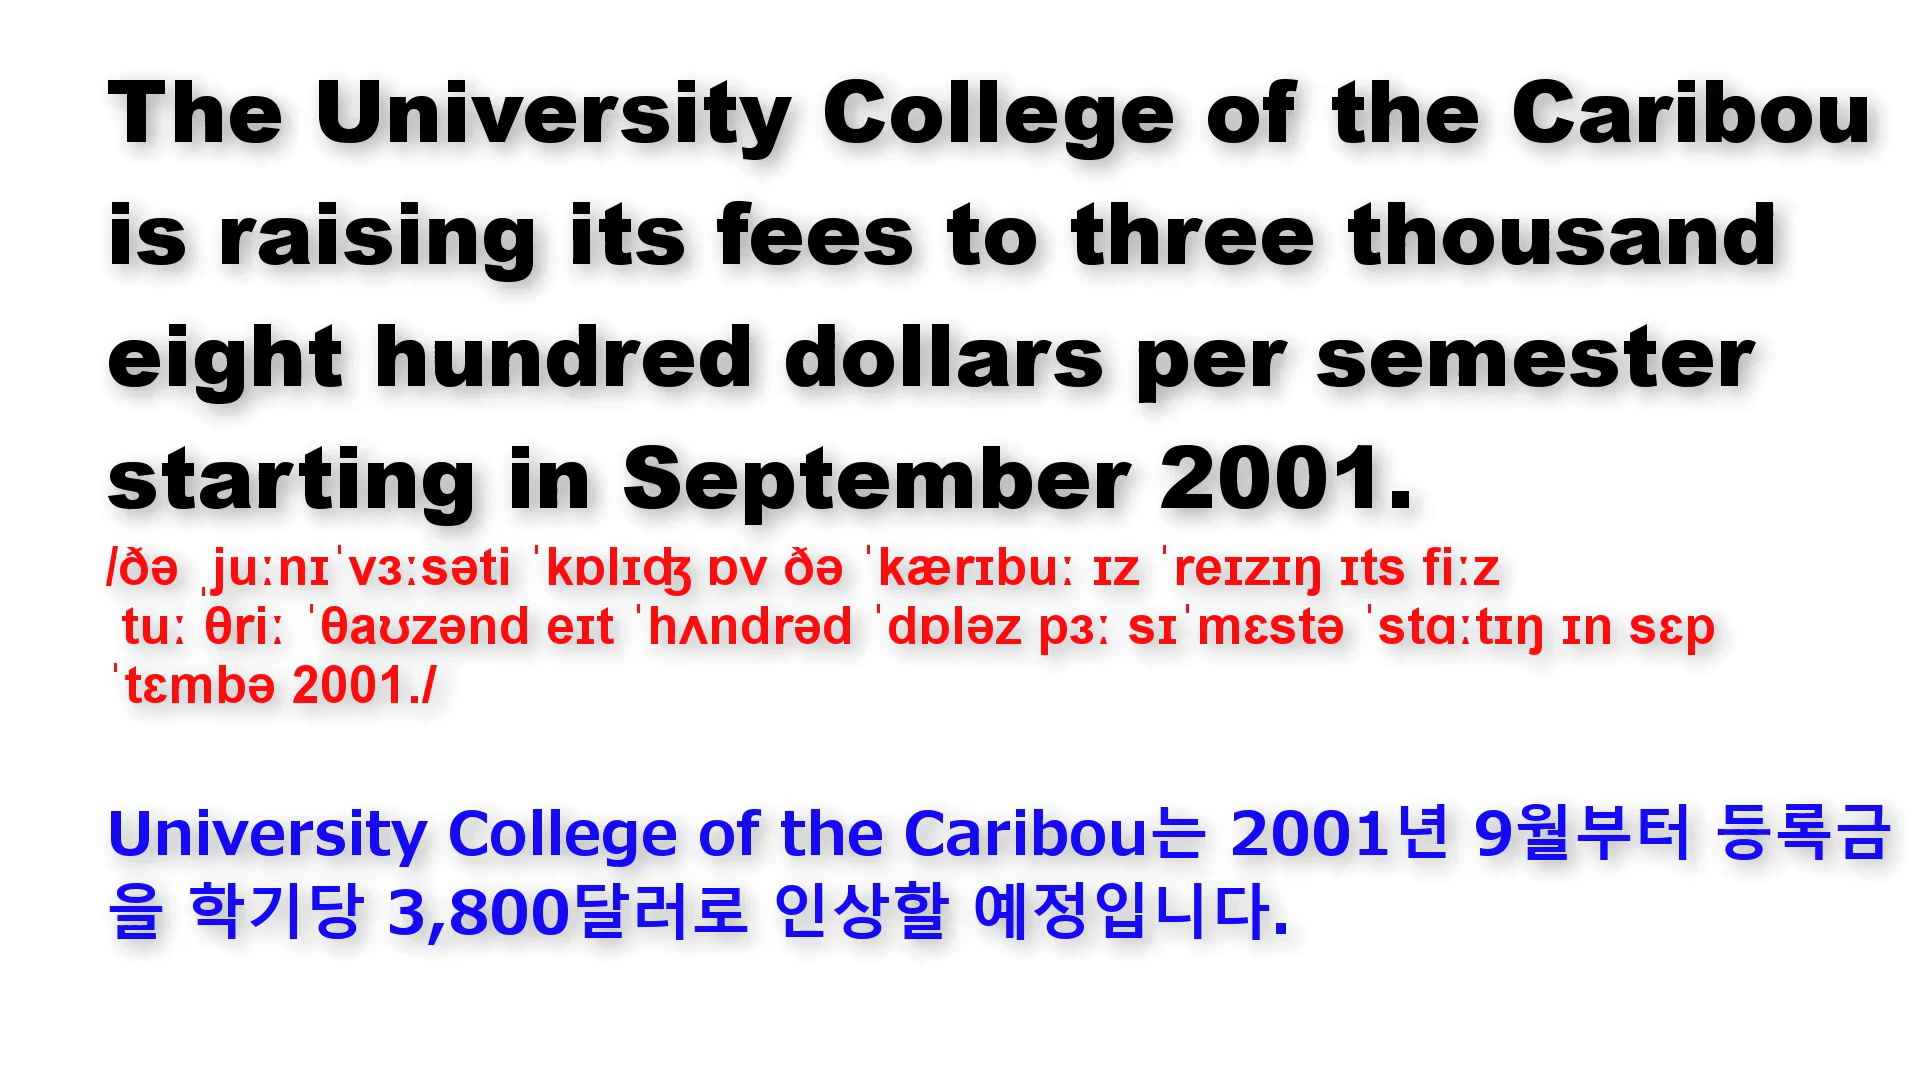 The University College of the Caribou
is raising its fees to three thousand
eight hundred dollars per semester
starting in September 2001.
/ðə ˌjuːnɪˈvɜːsəti ˈkɒlɪʤ ɒv ðə ˈkærɪbuː ɪz ˈreɪzɪŋ ɪts fiːz
tuː θriː ˈθaʊzənd eɪt ˈhʌndrəd ˈdɒləz pɜː sɪˈmɛstə ˈstɑːtɪŋ ɪn sɛp
ˈtɛmbə 2001./
University College of the Caribou는 2001년 9월부터 등록금
을 학기당 3,800달러로 인상할 예정입니다.